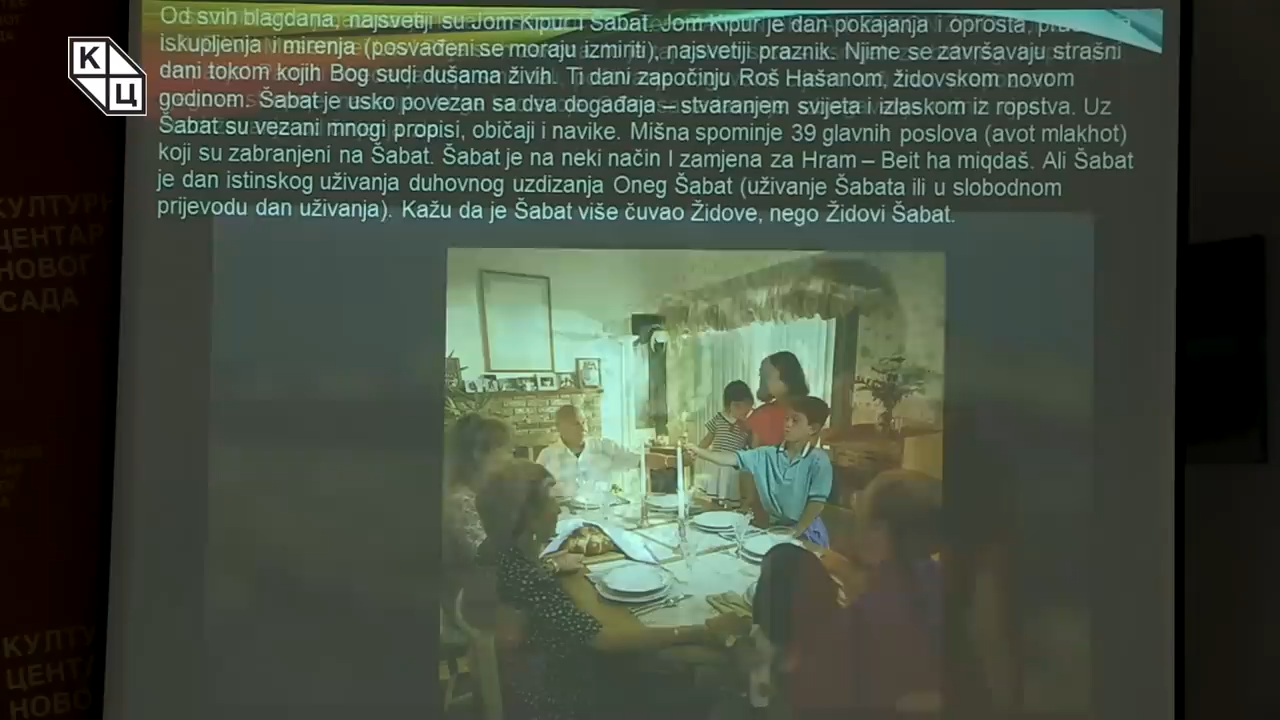 Od svih blagdana, najsvetiji su Jom Kipur i Šabat. Jom Kipur je dan pokajanja i oprosta,
iskupljenja i mirenja (posvađeni se moraju izmiriti), najsvetiji praznik. Njime se završavaju strašni
dani tokom kojih Bog sudi dušama živih. Ti dani započinju Roš Hašanom, židovskom novom
godinom. Šabat je usko povezan sa dva događaja – stvaranjem svijeta i izlaskom iz ropstva. Uz
Šabat su vezani mnogi propisi, običaji i navike. Mišna spominje 39 glavnih poslova (avot mlakhot)
koji su zabranjeni na Šabat. Šabat je na neki način I zamjena za Hram – Beit ha miqdaš. Ali Šabat
je dan istinskog uživanja duhovnog uzdizanja Oneg Šabat (uživanje Šabata ili u slobodnom
prijevodu dan uživanja). Kažu da je Šabat više čuvao Židove, nego Židovi Šabat.
К
Ц
КУЛТУРН
ЦЕНТАР
НОВОГ
САДА
КУЛТУ
ЦЕНТА
НОВО